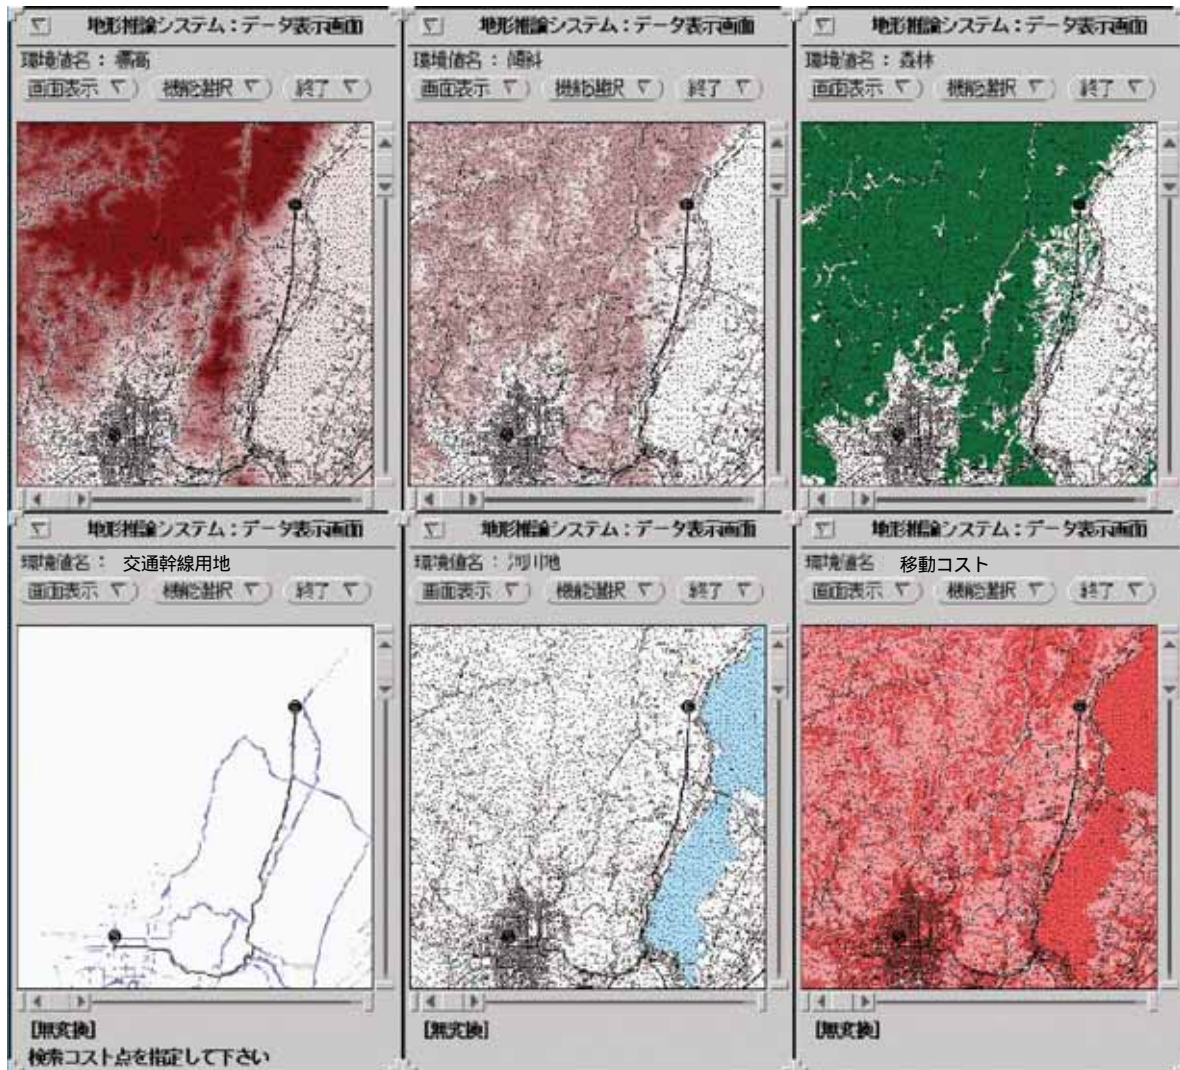 地形推論システム：データ表示画面
環境値名： 標高
画面表示 ▽ 機能選択 ▽ 終了 ▽
地形推論システム：データ表示画面
環境値名： 傾斜
画面表示 ▽ 機能選択 ▽ 終了 ▽
地形推論システム：データ表示画面
環境値名： 森林
画面表示 ▽ 機能選択 ▽ 終了 ▽
地形推論システム：データ表示画面
環境値名： 交通幹線用地
画面表示 ▽ 機能選択 ▽ 終了 ▽
[無変換]
検索コスト点を指定して下さい
地形推論システム：データ表示画面
環境値名： 河川地
画面表示 ▽ 機能選択 ▽ 終了 ▽
[無変換]
地形推論システム：データ表示画面
環境値名 移動コスト
画面表示 ▽ 機能選択 ▽ 終了 ▽
[無変換]